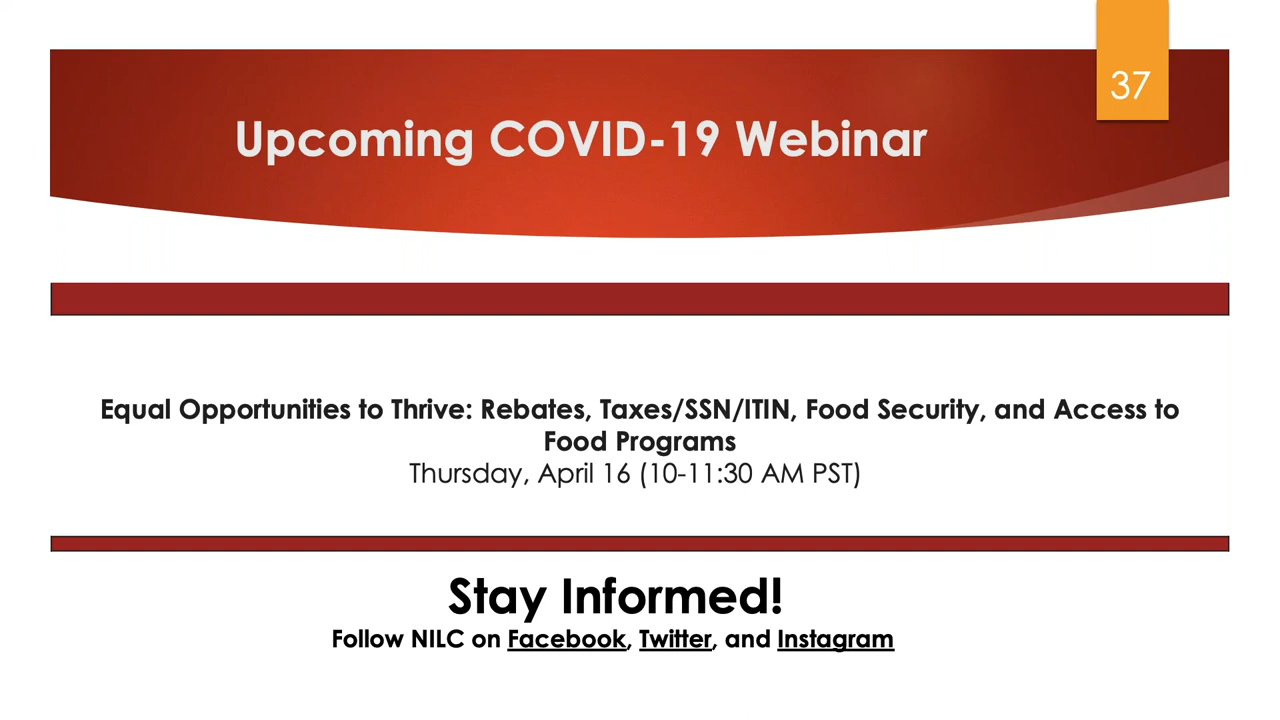 37
Upcoming COVID-19 Webinar
Equal Opportunities to Thrive: Rebates, Taxes/SSN/ITIN, Food Security, and Access to
Food Programs
Thursday, April 16 (10-11:30 AM PST)
Stay Informed!
Follow NILC on Facebook, Twitter, and Instagram